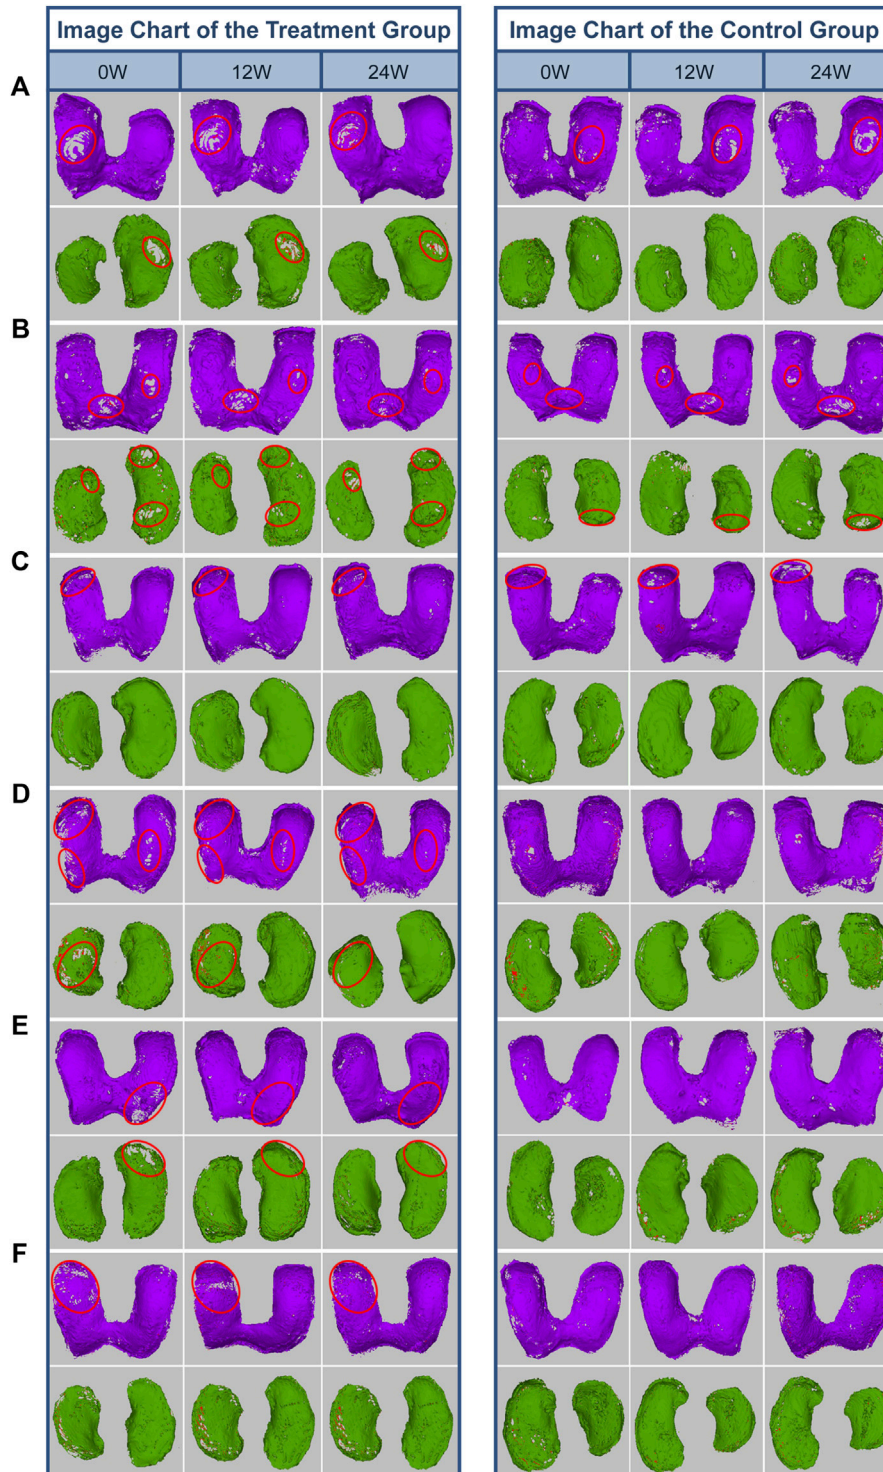 Image Chart of the Treatment Group
Image Chart of the Control Group
0W 12W 24W
0W 12W 24W
A
B
C
D
E
F